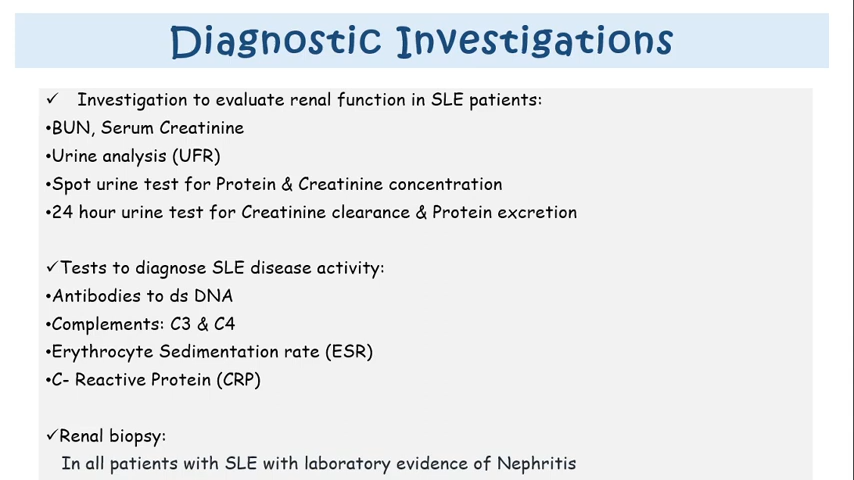 Diagnostic Investigations
✓ Investigation to evaluate renal function in SLE patients:
•BUN, Serum Creatinine
•Urine analysis (UFR)
•Spot urine test for Protein & Creatinine concentration
•24 hour urine test for Creatinine clearance & Protein excretion
✓Tests to diagnose SLE disease activity:
•Antibodies to ds DNA
•Complements: C3 & C4
•Erythrocyte Sedimentation rate (ESR)
•C- Reactive Protein (CRP)
✓Renal biopsy:
In all patients with SLE with laboratory evidence of Nephritis